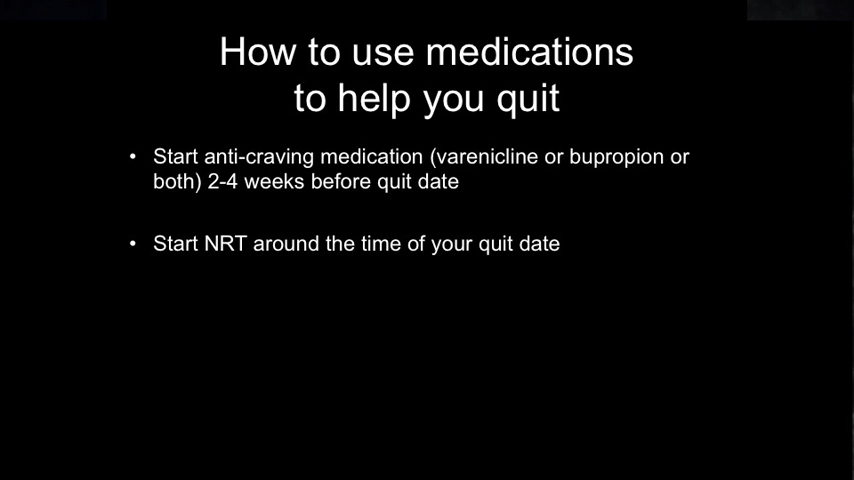 How to use medications
to help you quit
• Start anti-craving medication (varenicline or bupropion or
both) 2-4 weeks before quit date
• Start NRT around the time of your quit date